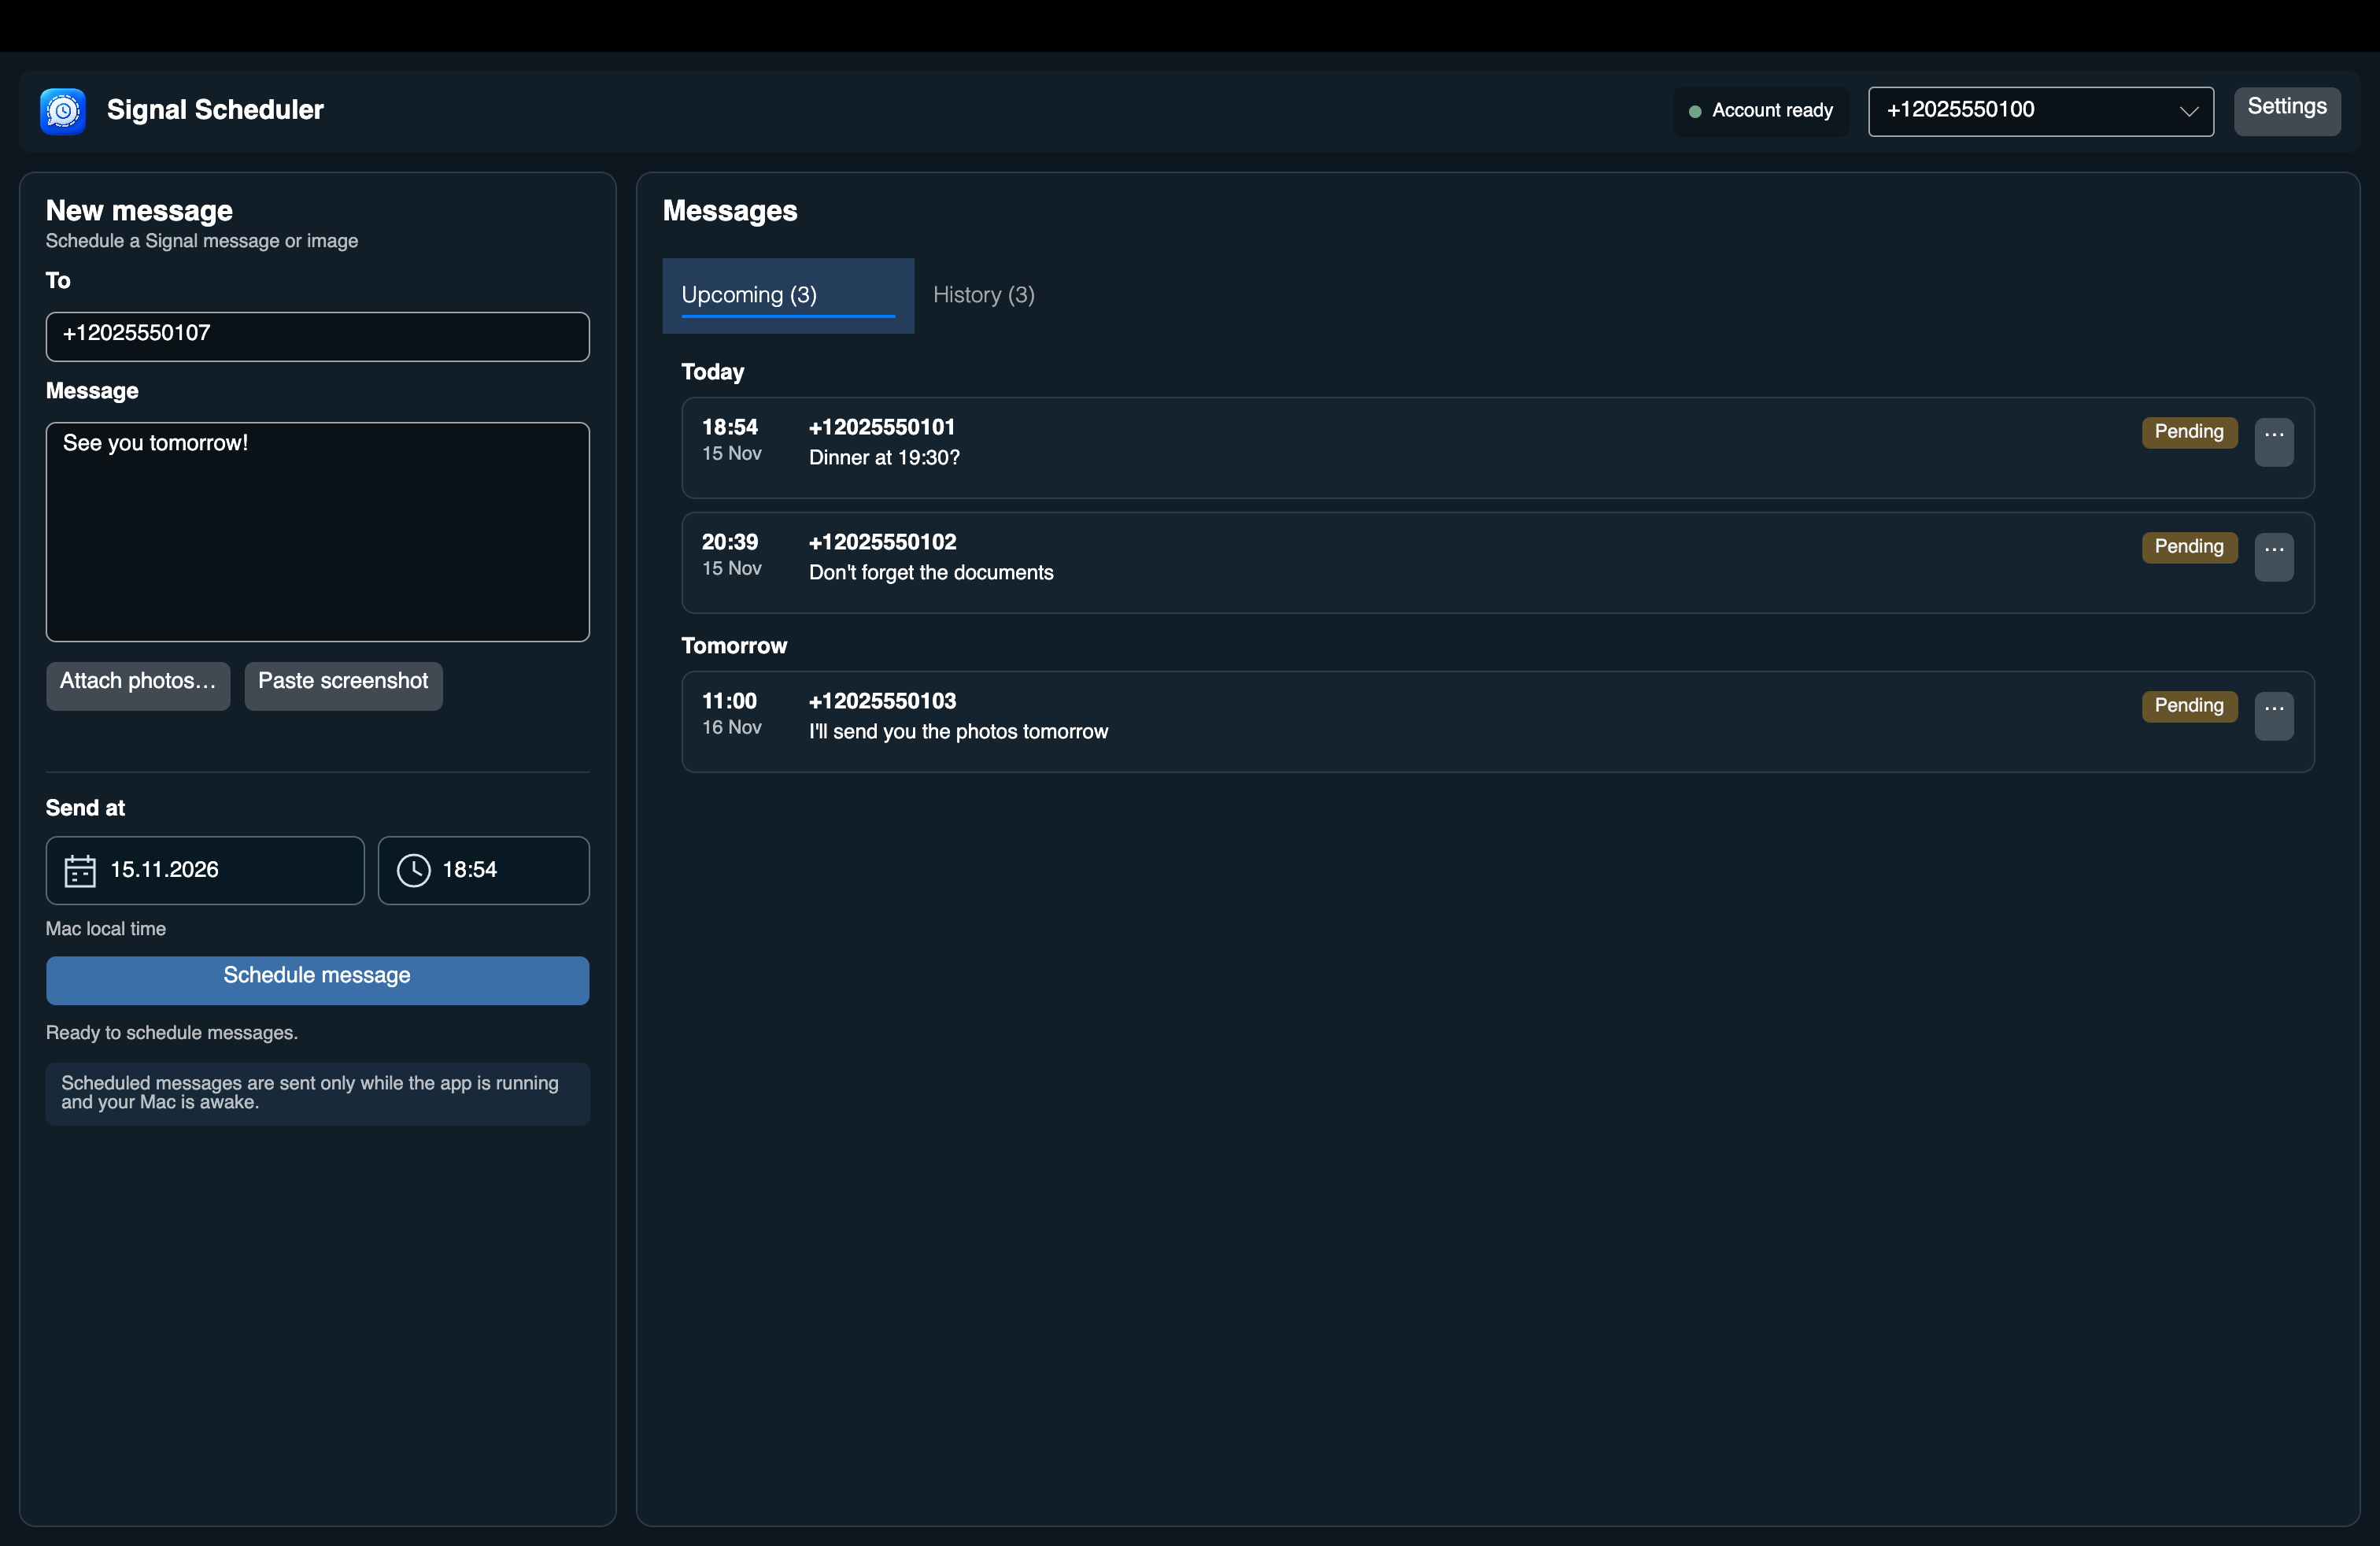 Signal Scheduler
Account ready
+12025550100
Settings
New message
Schedule a Signal message or image
To
+12025550107
Message
See you tomorrow!
Attach photos…
Paste screenshot
Send at
15.11.2026
18:54
Mac local time
Schedule message
Ready to schedule messages.
Scheduled messages are sent only while the app is running
and your Mac is awake.
Messages
Upcoming (3)
History (3)
Today
18:54
+12025550101
Pending
...
15 Nov
Dinner at 19:30?
20:39
+12025550102
Pending
...
15 Nov
Don't forget the documents
Tomorrow
11:00
+12025550103
Pending
...
16 Nov
I'll send you the photos tomorrow